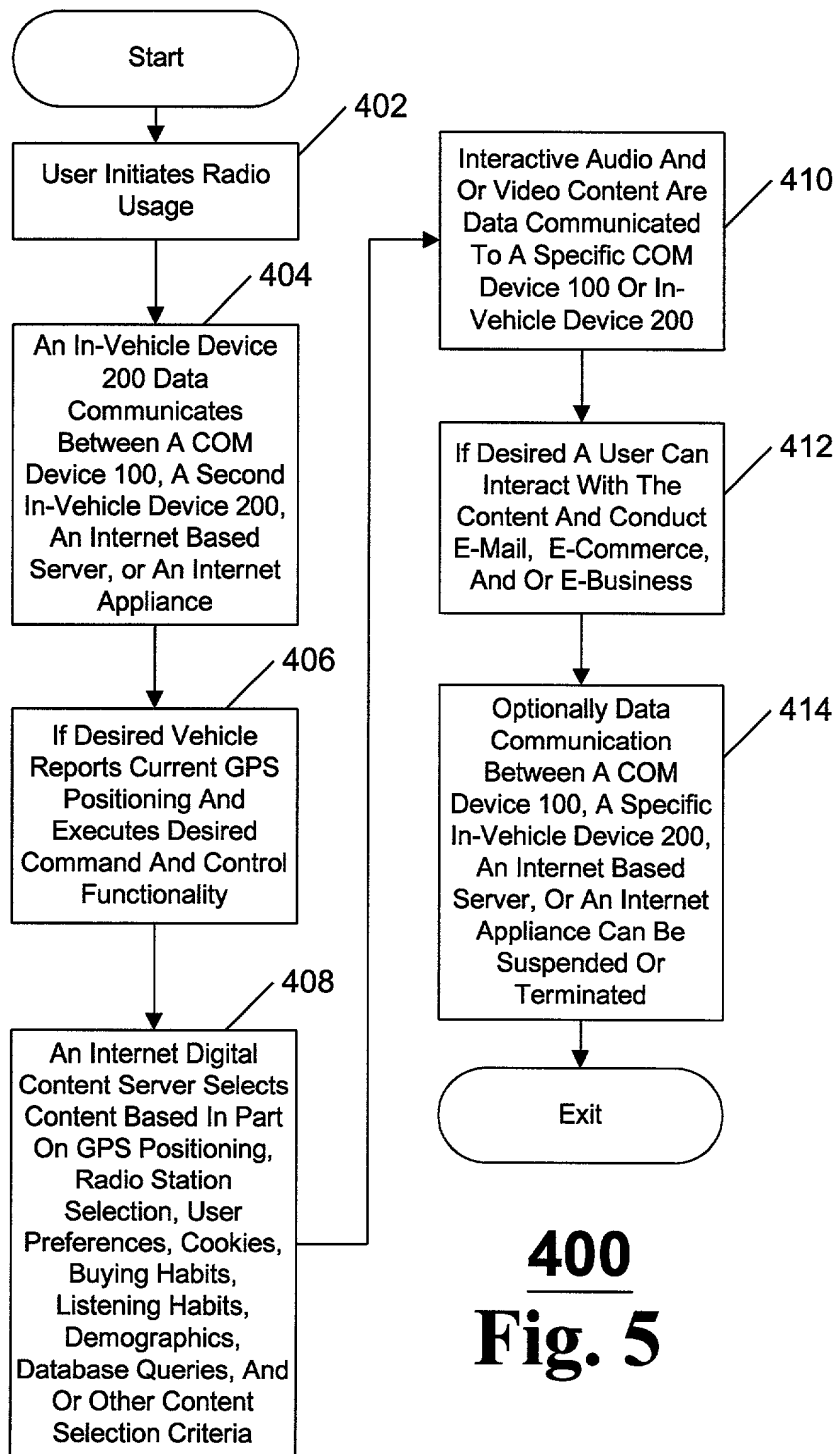 Start
402
User Initiates Radio
Usage
404
An In-Vehicle Device
200 Data
Communicates
Between A COM
Device 100, A Second
In-Vehicle Device 200,
An Internet Based
Server, or An Internet
Appliance
406
If Desired Vehicle
Reports Current GPS
Positioning And
Executes Desired
Command And Control
Functionality
408
An Internet Digital
Content Server Selects
Content Based In Part
On GPS Positioning,
Radio Station
Selection, User
Preferences, Cookies,
Buying Habits,
Listening Habits,
Demographics,
Database Queries, And
Or Other Content
Selection Criteria
Interactive Audio And
Or Video Content Are
Data Communicated
To A Specific COM
Device 100 Or In-
Vehicle Device 200
410
If Desired A User Can
Interact With The
Content And Conduct
E-Mail, E-Commerce,
And Or E-Business
412
Optionally Data
Communication
Between A COM
Device 100, A Specific
In-Vehicle Device 200,
An Internet Based
Server, Or An Internet
Appliance Can Be
Suspended Or
Terminated
414
Exit
400
Fig. 5